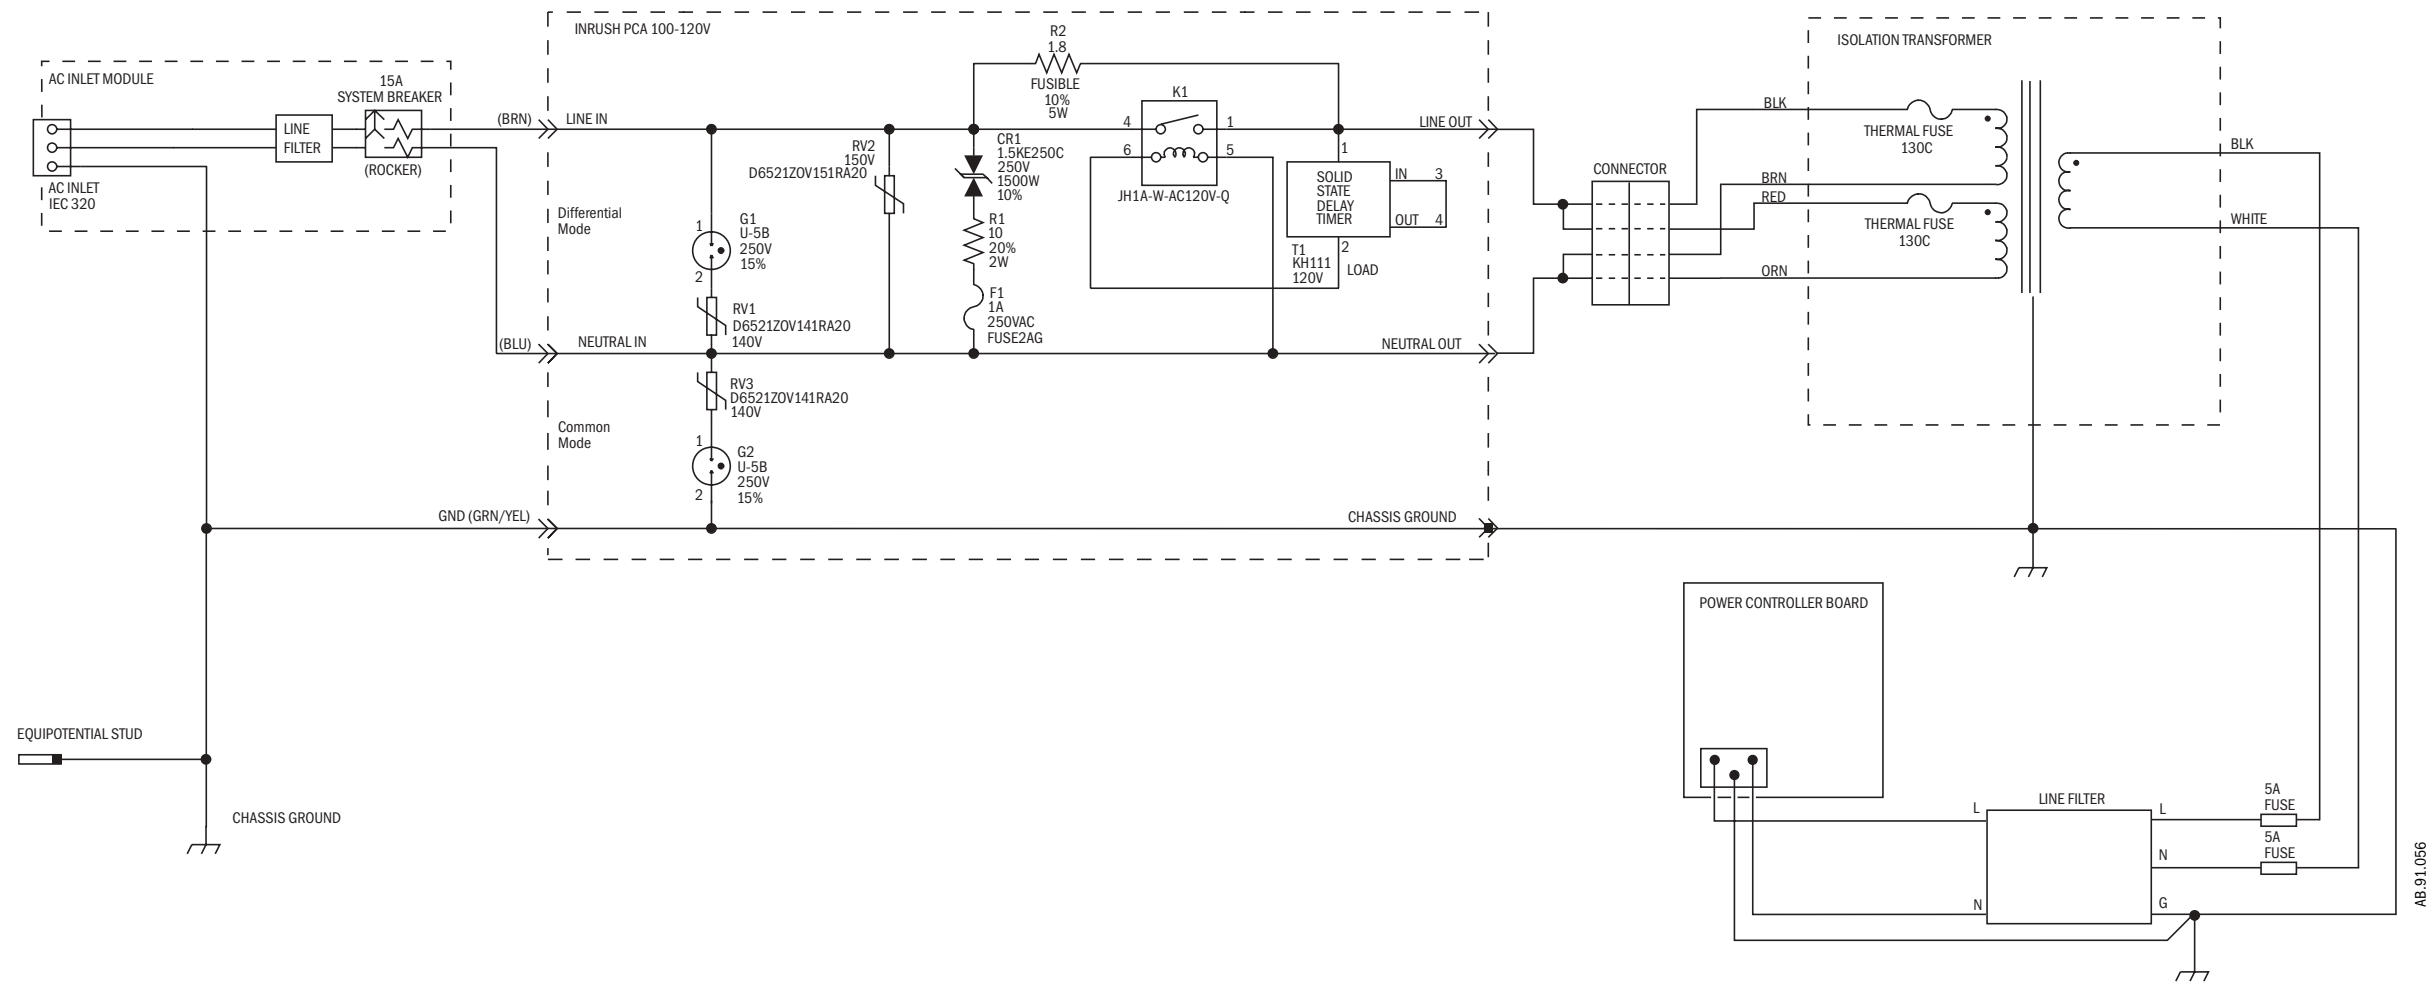 INRUSH PCA 100-120V
ISOLATION TRANSFORMER
AC INLET MODULE
15A
SYSTEM BREAKER
LINE
FILTER
(ROCKER)
AC INLET
IEC 320
(BRN)
LINE IN
(BLU)
NEUTRAL IN
Differential
Mode
Common
Mode
1
G1
U-5B
250V
15%
2
RV1
D6521ZOV141RA20
140V
RV3
D6521ZOV141RA20
140V
1
G2
U-5B
250V
15%
2
RV2
150V
D6521ZOV151RA20
R2
1.8
FUSIBLE
10%
5W
CR1
1.5KE250C
250V
1500W
10%
R1
10
20%
2W
F1
1A
250VAC
FUSE2AG
K1
4
1
6
5
JH1A-W-AC120V-Q
1
SOLID
STATE
DELAY
TIMER
IN 3
OUT 4
2
T1
KH111
120V
LOAD
LINE OUT
NEUTRAL OUT
GND (GRN/YEL)
CHASSIS GROUND
CONNECTOR
BLK
THERMAL FUSE
130C
BRN
RED
THERMAL FUSE
130C
ORN
BLK
WHITE
EQUIPOTENTIAL STUD
CHASSIS GROUND
POWER CONTROLLER BOARD
L
N
LINE FILTER
L
N
G
5A
FUSE
5A
FUSE
AB.91.056